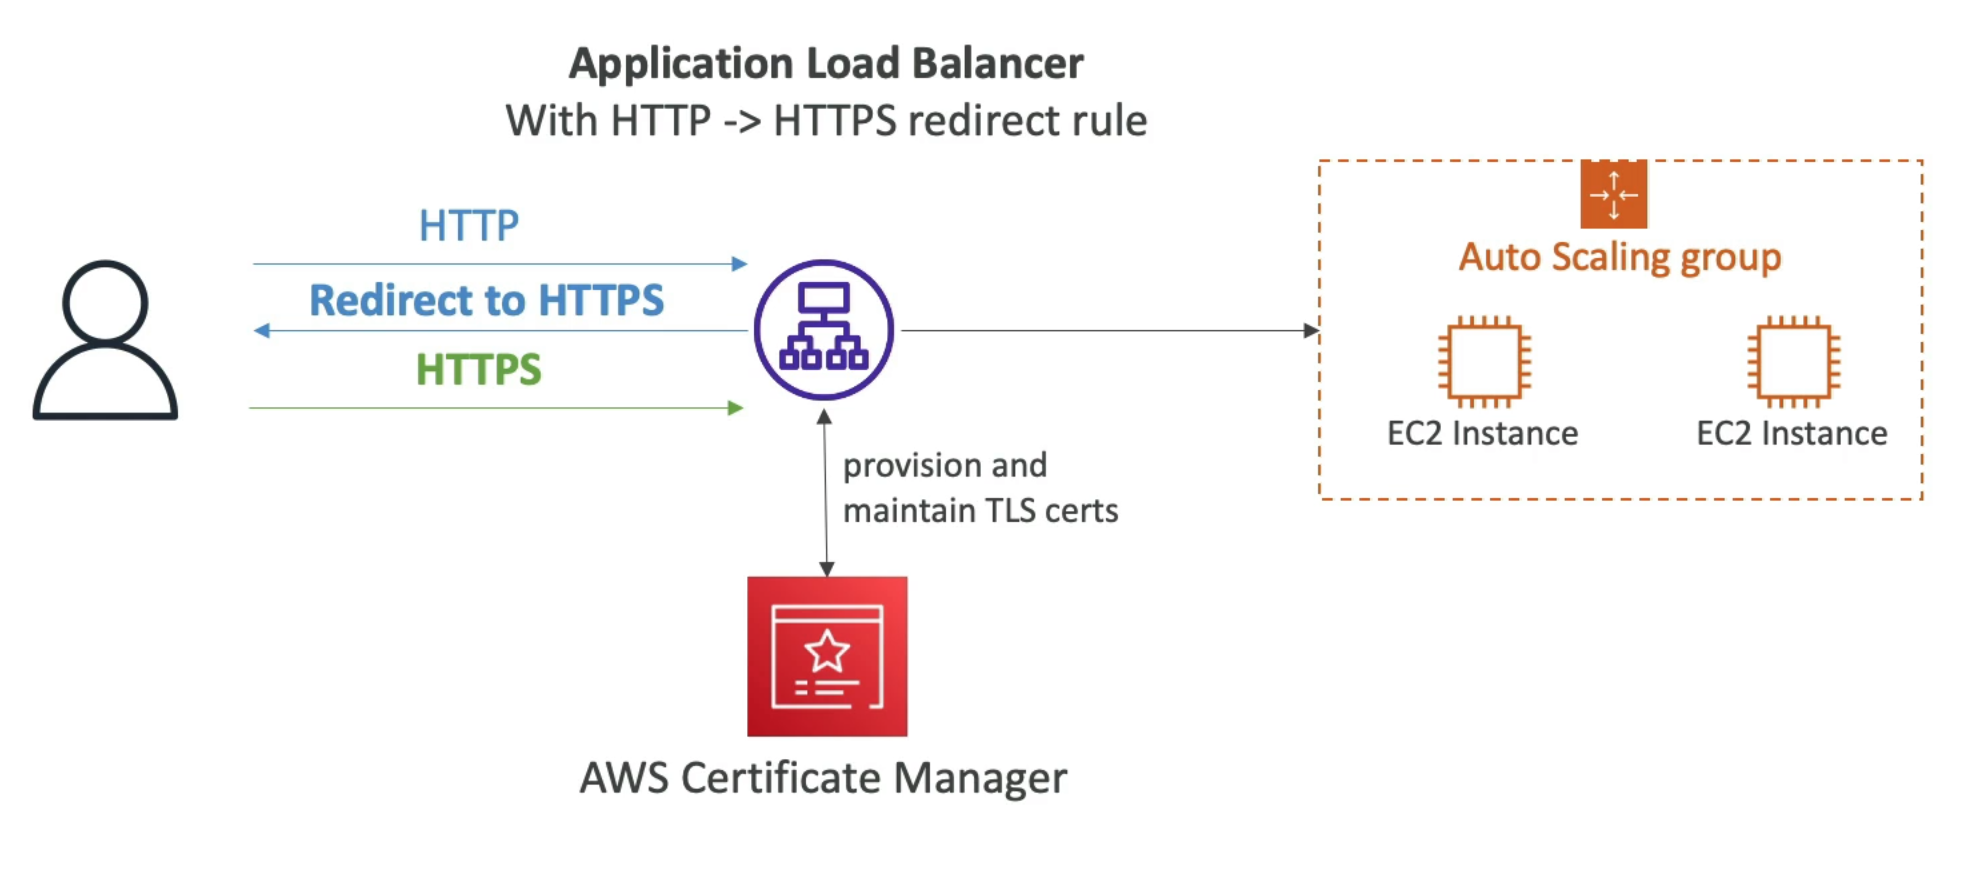 Application Load Balancer
With HTTP -> HTTPS redirect rule
HTTP
Redirect to HTTPS
HTTPS
Auto Scaling group
EC2 Instance
EC2 Instance
provision and
maintain TLS certs
AWS Certificate Manager